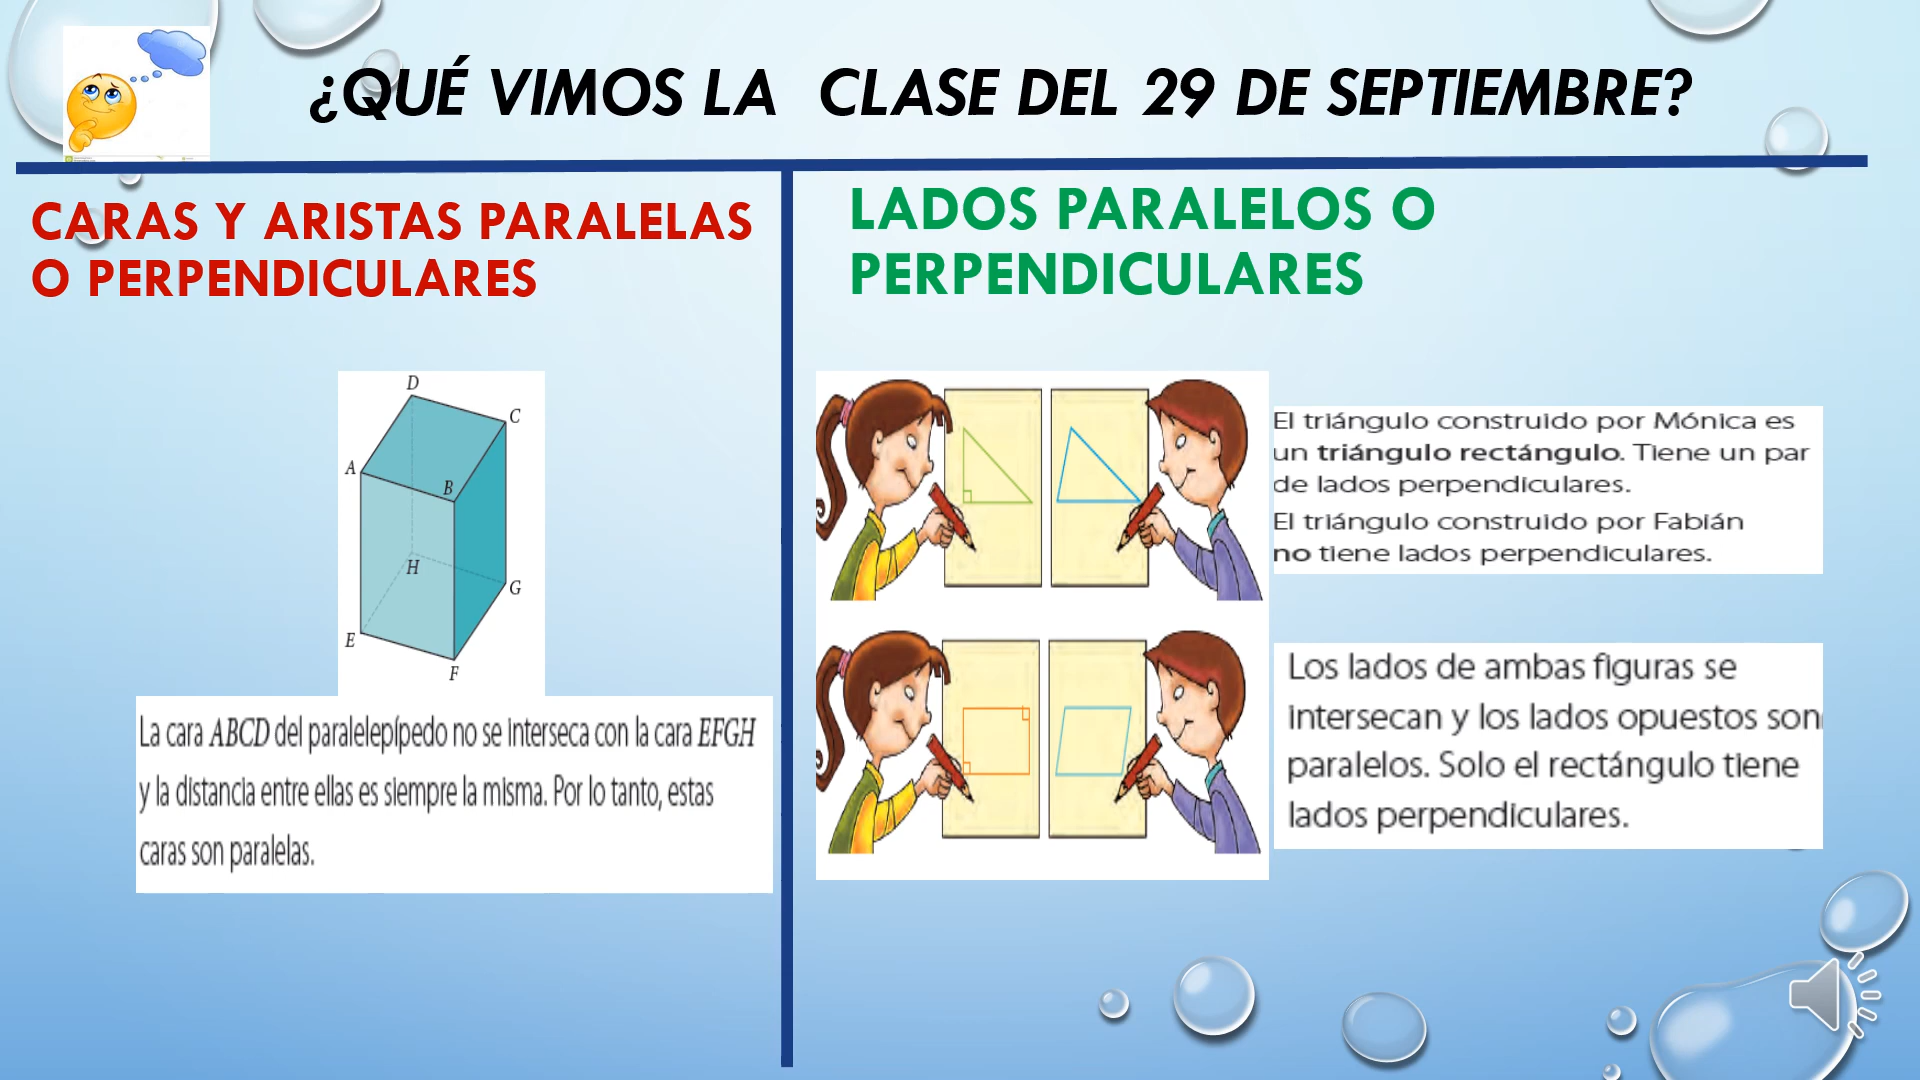 ¿QUÉ VIMOS LA CLASE DEL 29 DE SEPTIEMBRE?
CARAS Y ARISTAS PARALELAS
O PERPENDICULARES
D
C
A
B
H
G
E
F
La cara ABCD del paralelepípedo no se interseca con la cara EFGH
y la distancia entre ellas es siempre la misma. Por lo tanto, estas
caras son paralelas.
LADOS PARALELOS O
PERPENDICULARES
El triángulo construido por Mónica es
un triángulo rectángulo. Tiene un par
de lados perpendiculares.
El triángulo construido por Fabián
no tiene lados perpendiculares.
Los lados de ambas figuras se
intersecan y los lados opuestos son
paralelos. Solo el rectángulo tiene
lados perpendiculares.